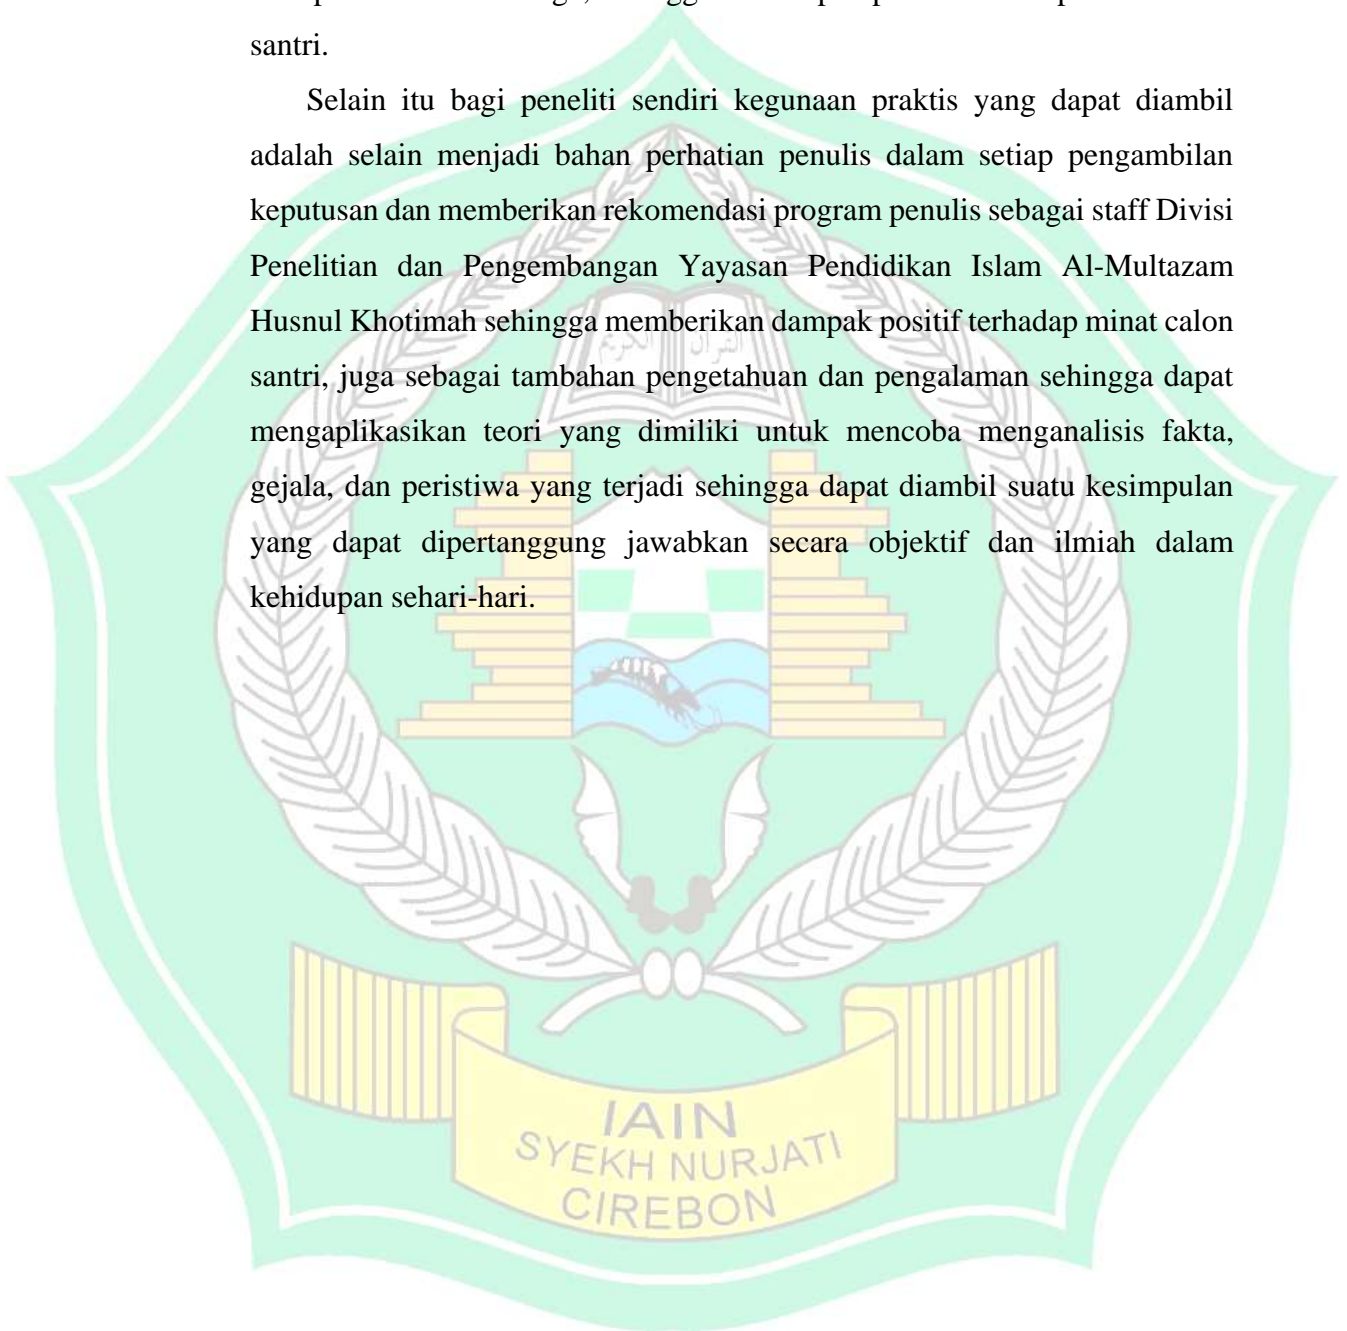 santri.
Selain itu bagi peneliti sendiri kegunaan praktis yang dapat diambil
adalah selain menjadi bahan perhatian penulis dalam setiap pengambilan
keputusan dan memberikan rekomendasi program penulis sebagai staff Divisi
Penelitian dan Pengembangan Yayasan Pendidikan Islam Al-Multazam
Husnul Khotimah sehingga memberikan dampak positif terhadap minat calon
santri, juga sebagai tambahan pengetahuan dan pengalaman sehingga dapat
mengaplikasikan teori yang dimiliki untuk mencoba menganalisis fakta,
gejala, dan peristiwa yang terjadi sehingga dapat diambil suatu kesimpulan
yang dapat dipertanggung jawabkan secara objektif dan ilmiah dalam
kehidupan sehari-hari.
القرآن الكريم
IAIN
SYEKH NURJATI
CIREBON